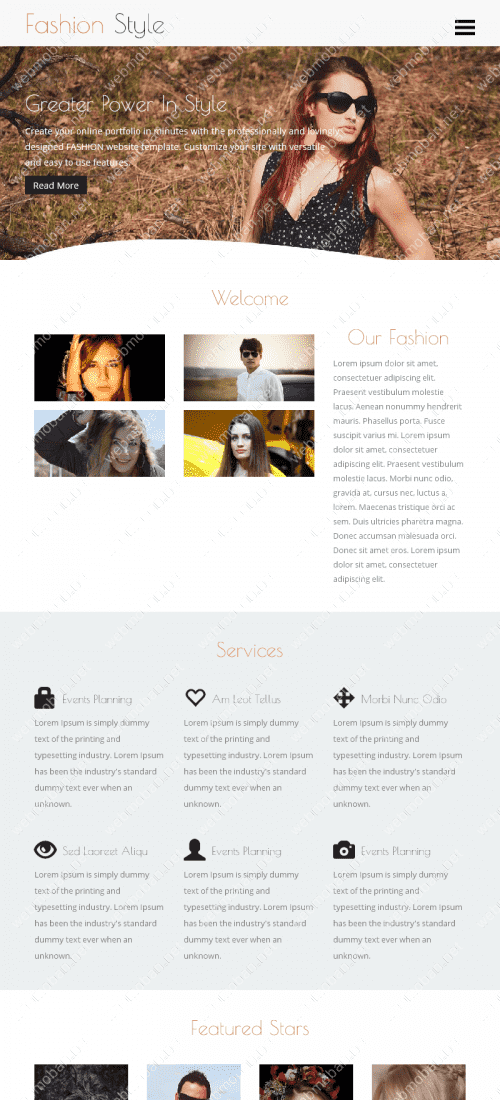 Fashion Style
Greater Power In Style
Create your online portfolio in minutes with the professionally and lovingly
designed FASHION website template. Customize your site with versatile
and easy to use features.
Read More
Welcome
Our Fashion
Lorem ipsum dolor sit amet,
consectetuer adipiscing elit.
Praesent vestibulum molestie
lacus. Aenean nonummy hendrerit
mauris. Phasellus porta. Fusce
suscipit varius mi. Lorem ipsum
dolor sit amet, consectetuer
adipiscing elit. Praesent vestibulum
molestie lacus. Morbi nunc odio,
gravida at, cursus nec, luctus a
lorem. Maecenas tristique orci ac
sem. Duis ultricies pharetra magna.
Donec accumsan malesuada orci.
Donec sit amet eros. Lorem ipsum
dolor sit amet, consectetuer
adipiscing elit.
Services
Events Planning
Lorem Ipsum is simply dummy
text of the printing and
typesetting industry. Lorem Ipsum
has been the industry's standard
dummy text ever when an
unknown.
Am Leot Tellus
Lorem Ipsum is simply dummy
text of the printing and
typesetting industry. Lorem Ipsum
has been the industry's standard
dummy text ever when an
unknown.
Morbi Nunc Odio
Lorem Ipsum is simply dummy
text of the printing and
typesetting industry. Lorem Ipsum
has been the industry's standard
dummy text ever when an
unknown.
Sed Laoreet Aliqu
Lorem Ipsum is simply dummy
text of the printing and
typesetting industry. Lorem Ipsum
has been the industry's standard
dummy text ever when an
unknown.
Events Planning
Lorem Ipsum is simply dummy
text of the printing and
typesetting industry. Lorem Ipsum
has been the industry's standard
dummy text ever when an
unknown.
Events Planning
Lorem Ipsum is simply dummy
text of the printing and
typesetting industry. Lorem Ipsum
has been the industry's standard
dummy text ever when an
unknown.
Featured Stars